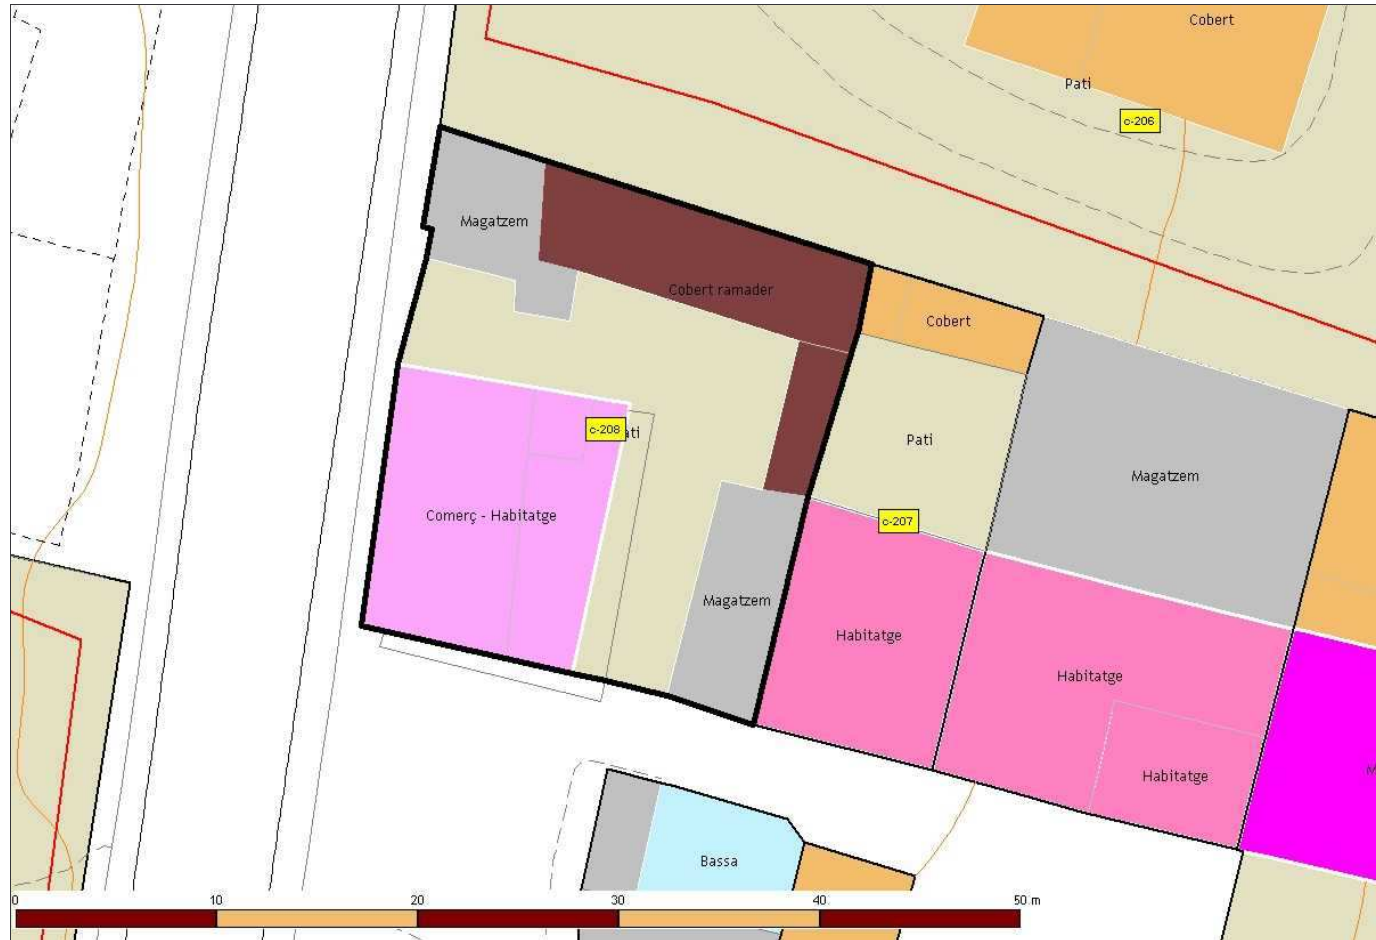 Cobert
Pati
c-206
Magatzem
Cobert ramader
Cobert
c-208
ati
Pati
Magatzem
Comerç - Habitatge
c-207
Magatzem
Habitatge
Habitatge
Habitatge
M
Bassa
0 10 20 30 40 50 m